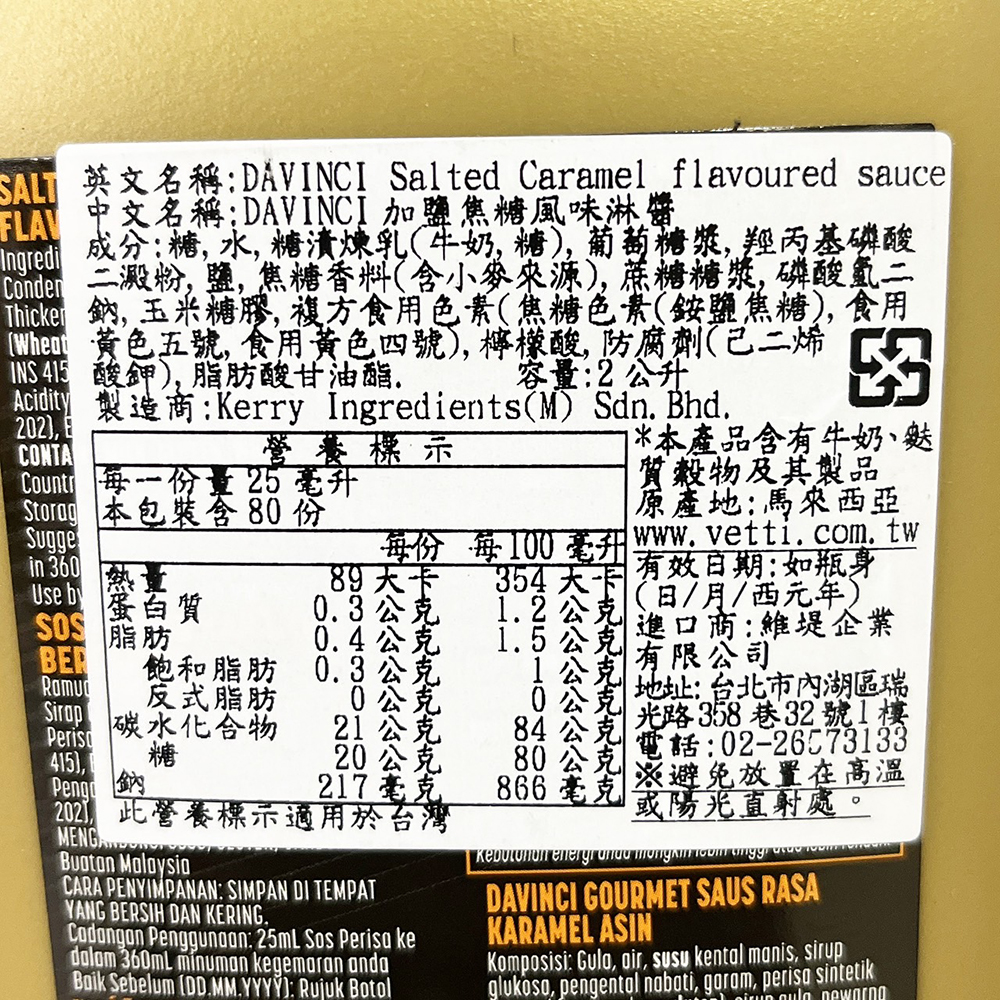 英文名稱:DAVINCI Salted Caramel flavoured sauce
中文名稱:DAVINCI 加鹽焦糖風味淋醬
成分:糖, 水, 糖漬煉乳(牛奶, 糖), 葡萄糖漿, 羥丙基磷酸
二澱粉, 鹽, 焦糖香料(含小麥來源), 蔗糖糖漿, 磷酸氫二
鈉, 玉米糖膠, 複方食用色素(焦糖色素(銨鹽焦糖), 食用
黃色五號, 食用黃色四號), 檸檬酸, 防腐劑(己二烯
酸鉀), 脂肪酸甘油酯. 容量:2 公升
製造商:Kerry Ingredients(M) Sdn. Bhd.
營養標示
每一份量 25 毫升
本包裝含 80 份
每份 每 100 毫升
熱量 89 大卡 354 大卡
蛋白質 0.3 公克 1.2 公克
脂肪 0.4 公克 1.5 公克
飽和脂肪 0.3 公克 1 公克
反式脂肪 0 公克 0 公克
碳水化合物 21 公克 84 公克
糖 20 公克 80 公克
鈉 217 毫克 866 毫克
此營養標示適用於台灣
*本產品含有牛奶、麩
質穀物及其製品
原產地:馬來西亞
www.vetti.com.tw
有效日期:如瓶身
(日/月/西元年)
進口商:維堤企業
有限公司
地址:台北市內湖區瑞
光路 358 巷 32 號 1 樓
電話:02-26573133
※避免放置在高溫
或陽光直射處。
SALT
FLAV
Ingredi
Conden
Thicken
(Wheat
INS 415
Acidity
202), E
CONTA
Countr
Storag
Sugges
in 360
Use by
SOS
BER
Ramua
Sirap
Perisa
415),
Penga
202),
Buatan Malaysia
CARA PENYIMPANAN: SIMPAN DI TEMPAT
YANG BERSIH DAN KERING.
Cadangan Penggunaan: 25mL Sos Perisa ke
dalam 360mL minuman kegemaran anda
Baik Sebelum (DD.MM.YYYY): Rujuk Botol
DAVINCI GOURMET SAUS RASA
KARAMEL ASIN
Komposisi: Gula, air, susu kental manis, sirup
glukosa, pengental nabati, garam, perisa sintetik